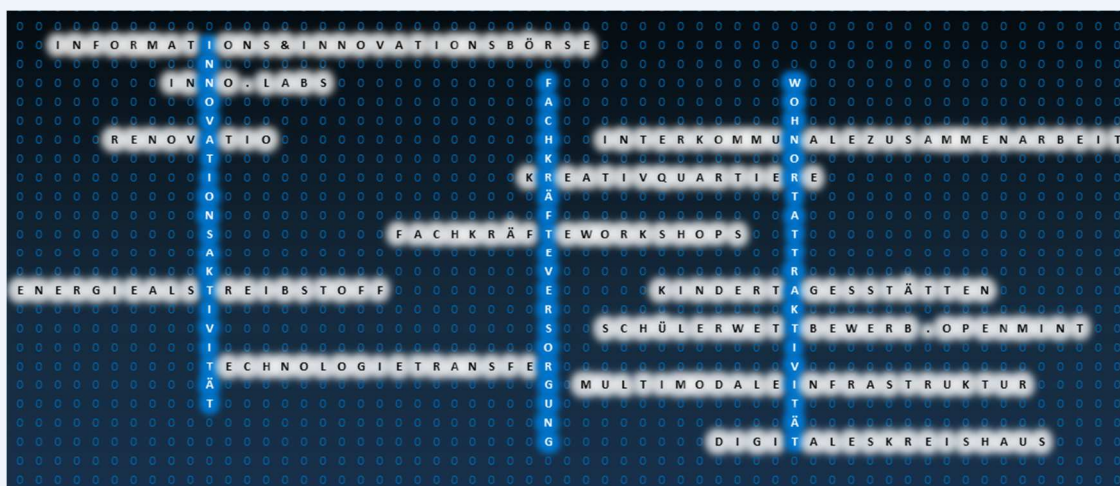 INFORMATIONS&INNOVATIONSBÖRSE
INNO.LABS
RENOVATIO
INTERKOMMUNALEZUSAMMENARBEIT
KREATIVQUARTIERE
FACHKRÄFTEWORKSHOPS
ENERGIEALSTREIBSTOFF
KINDERTAGESSTÄTTEN
SCHÜLERWETTBEWERB.OPENMINT
TECHNOLOGIETRANSFER
MULTIMODALEINFRASTRUKTUR
DIGITALESKREISHAUS
INNOVATIONSAKTIVITÄT
FACHKRÄFTEVERSORGUNG
WOHNORTATTRAKTIVITÄT